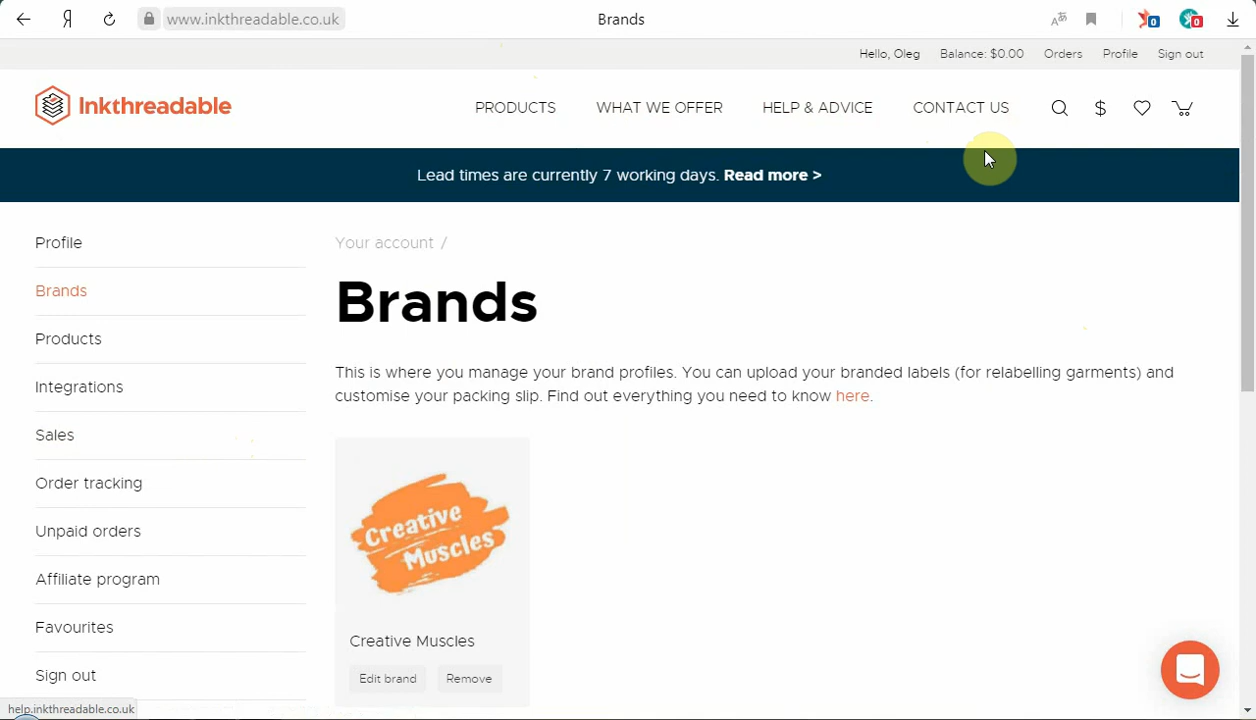 www.inkthreadable.co.uk
Brands
0
0
Hello, Oleg
Balance: $0.00
Orders
Profile
Sign out
Inkthreadable
PRODUCTS
WHAT WE OFFER
HELP & ADVICE
CONTACT US
$
Lead times are currently 7 working days. Read more >
Profile
Brands
Products
Integrations
Sales
Order tracking
Unpaid orders
Affiliate program
Favourites
Sign out
Your account /
Brands
This is where you manage your brand profiles. You can upload your branded labels (for relabelling garments) and
customise your packing slip. Find out everything you need to know here.
Creative
Muscles
Creative Muscles
Edit brand
Remove
help.inkthreadable.co.uk